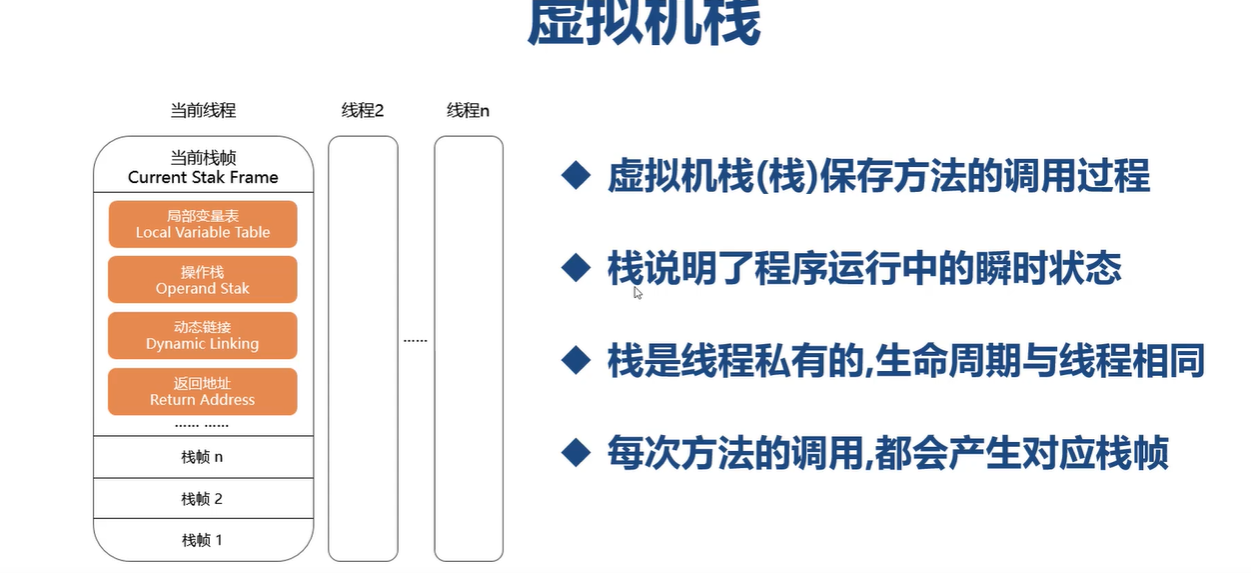 虚拟机栈
当前线程
线程2
线程n
当前栈帧
Current Stak Frame
局部变量表
Local Variable Table
操作栈
Operand Stak
动态链接
Dynamic Linking
返回地址
Return Address
...... ......
栈帧 n
栈帧 2
栈帧 1
......
虚拟机栈(栈)保存方法的调用过程
栈说明了程序运行中的瞬时状态
栈是线程私有的,生命周期与线程相同
每次方法的调用,都会产生对应栈帧